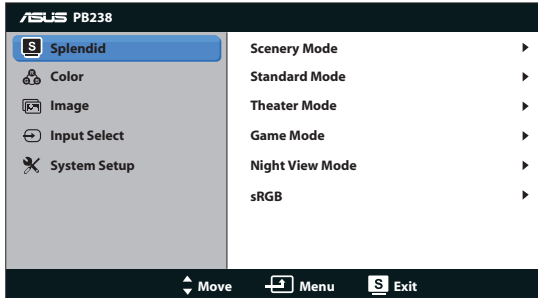 ASUS PB238
S Splendid
Color
Image
Input Select
System Setup
Scenery Mode
Standard Mode
Theater Mode
Game Mode
Night View Mode
sRGB
Move Menu S Exit